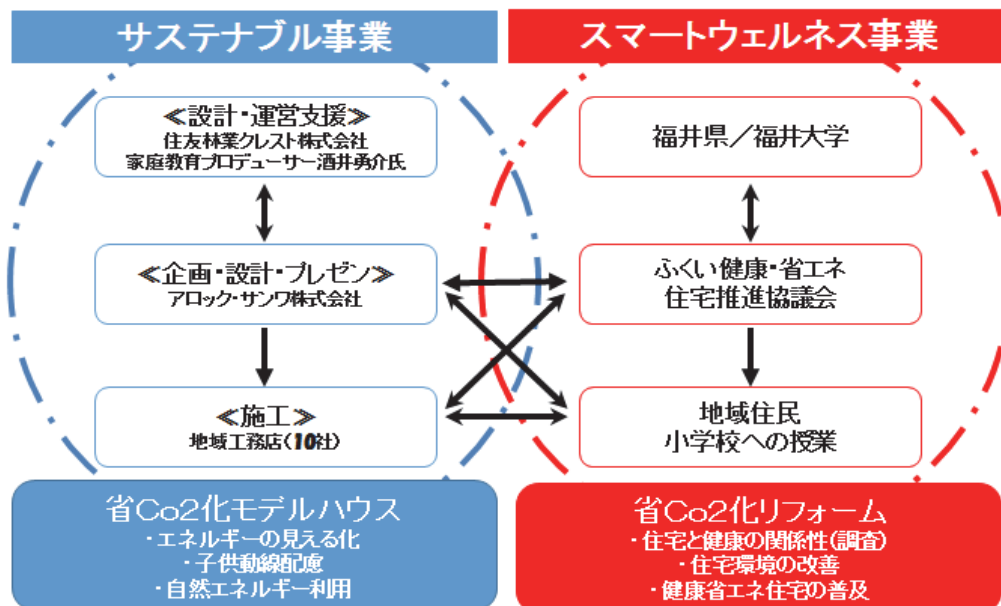 サステナブル事業
≪設計・運営支援≫
住友林業クレスト株式会社
家庭教育プロデューサー酒井勇介氏
≪企画・設計・プレゼン≫
アロック・サンワ株式会社
≪施工≫
地域工務店(10社)
省Co2化モデルハウス
・エネルギーの見える化
・子供動線配慮
・自然エネルギー利用
スマートウェルネス事業
福井県／福井大学
ふくい健康・省エネ
住宅推進協議会
地域住民
小学校への授業
省Co2化リフォーム
・住宅と健康の関係性(調査)
・住宅環境の改善
・健康省エネ住宅の普及